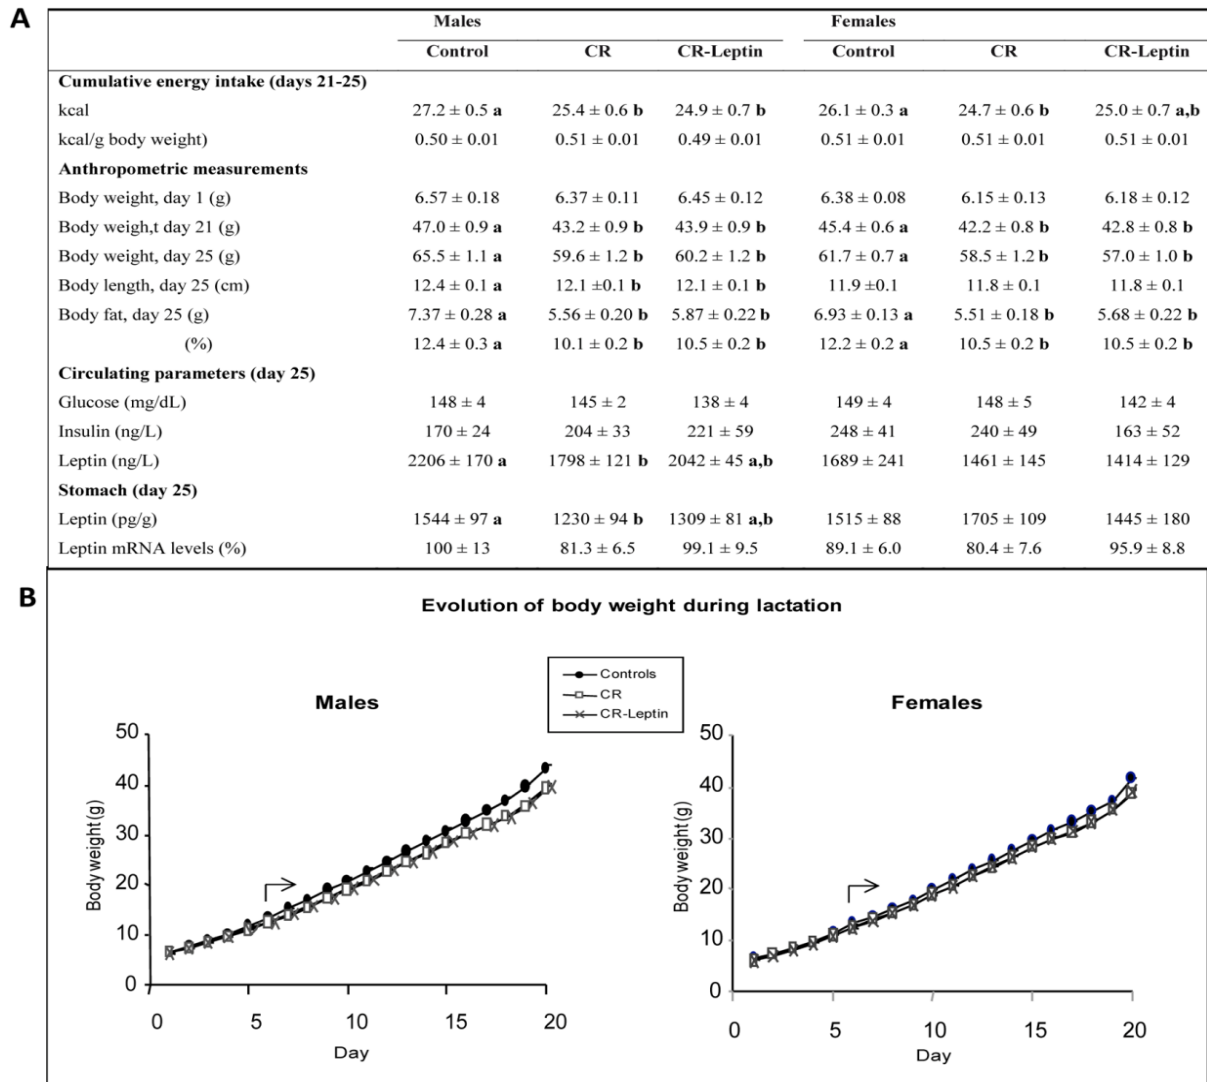 A
Males Females
Control CR CR-Leptin Control CR CR-Leptin
Cumulative energy intake (days 21-25)
kcal 27.2 ± 0.5 a 25.4 ± 0.6 b 24.9 ± 0.7 b 26.1 ± 0.3 a 24.7 ± 0.6 b 25.0 ± 0.7 a,b
kcal/g body weight) 0.50 ± 0.01 0.51 ± 0.01 0.49 ± 0.01 0.51 ± 0.01 0.51 ± 0.01 0.51 ± 0.01
Anthropometric measurements
Body weight, day 1 (g) 6.57 ± 0.18 6.37 ± 0.11 6.45 ± 0.12 6.38 ± 0.08 6.15 ± 0.13 6.18 ± 0.12
Body weigh,t day 21 (g) 47.0 ± 0.9 a 43.2 ± 0.9 b 43.9 ± 0.9 b 45.4 ± 0.6 a 42.2 ± 0.8 b 42.8 ± 0.8 b
Body weight, day 25 (g) 65.5 ± 1.1 a 59.6 ± 1.2 b 60.2 ± 1.2 b 61.7 ± 0.7 a 58.5 ± 1.2 b 57.0 ± 1.0 b
Body length, day 25 (cm) 12.4 ± 0.1 a 12.1 ±0.1 b 12.1 ± 0.1 b 11.9 ±0.1 11.8 ± 0.1 11.8 ± 0.1
Body fat, day 25 (g) 7.37 ± 0.28 a 5.56 ± 0.20 b 5.87 ± 0.22 b 6.93 ± 0.13 a 5.51 ± 0.18 b 5.68 ± 0.22 b
(%) 12.4 ± 0.3 a 10.1 ± 0.2 b 10.5 ± 0.2 b 12.2 ± 0.2 a 10.5 ± 0.2 b 10.5 ± 0.2 b
Circulating parameters (day 25)
Glucose (mg/dL) 148 ± 4 145 ± 2 138 ± 4 149 ± 4 148 ± 5 142 ± 4
Insulin (ng/L) 170 ± 24 204 ± 33 221 ± 59 248 ± 41 240 ± 49 163 ± 52
Leptin (ng/L) 2206 ± 170 a 1798 ± 121 b 2042 ± 45 a,b 1689 ± 241 1461 ± 145 1414 ± 129
Stomach (day 25)
Leptin (pg/g) 1544 ± 97 a 1230 ± 94 b 1309 ± 81 a,b 1515 ± 88 1705 ± 109 1445 ± 180
Leptin mRNA levels (%) 100 ± 13 81.3 ± 6.5 99.1 ± 9.5 89.1 ± 6.0 80.4 ± 7.6 95.9 ± 8.8
B
Evolution of body weight during lactation
Controls
CR
CR-Leptin
Males
50
40
30
20
10
0
Body weight (g)
0 5 10 15 20
Day
Females
50
40
30
20
10
0
Body weight (g)
0 5 10 15 20
Day